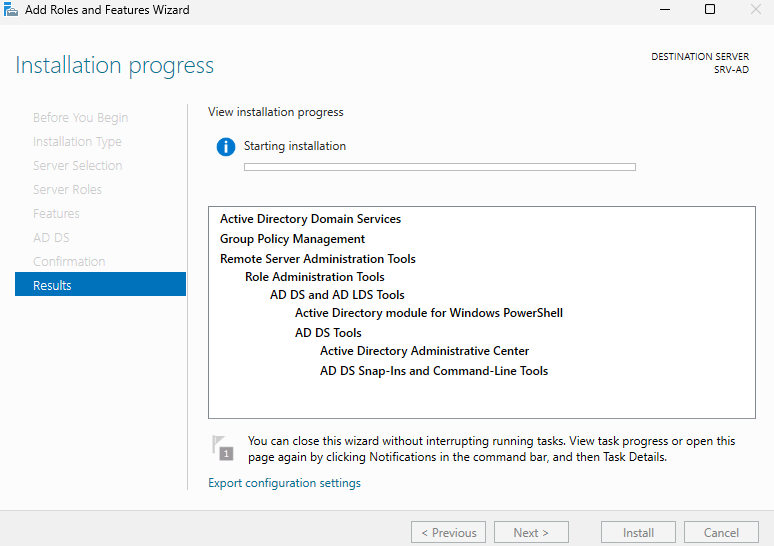 Add Roles and Features Wizard
Installation progress
DESTINATION SERVER
SRV-AD
Before You Begin
Installation Type
Server Selection
Server Roles
Features
AD DS
Confirmation
Results
View installation progress
Starting installation
Active Directory Domain Services
Group Policy Management
Remote Server Administration Tools
Role Administration Tools
AD DS and AD LDS Tools
Active Directory module for Windows PowerShell
AD DS Tools
Active Directory Administrative Center
AD DS Snap-Ins and Command-Line Tools
1
You can close this wizard without interrupting running tasks. View task progress or open this
page again by clicking Notifications in the command bar, and then Task Details.
Export configuration settings
< Previous
Next >
Install
Cancel